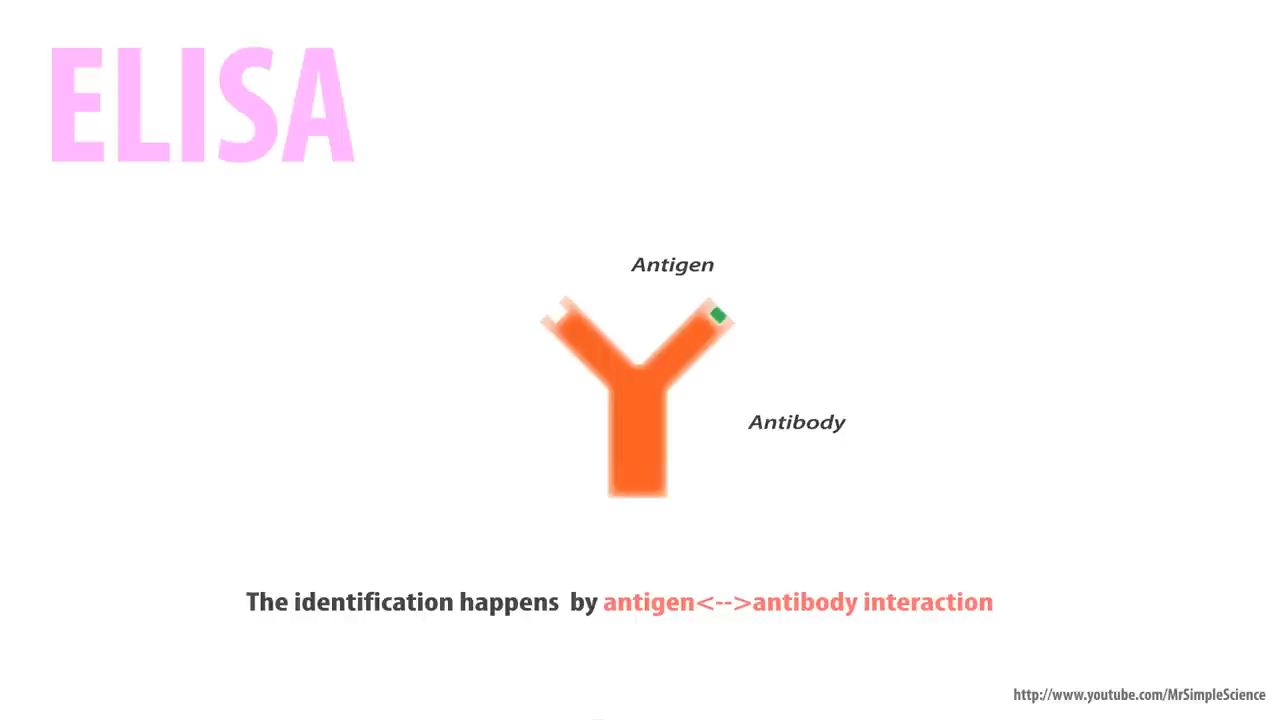 ELISA
Antigen
Antibody
The identification happens by antigen<-->antibody interaction
http://www.youtube.com/MrSimpleScience